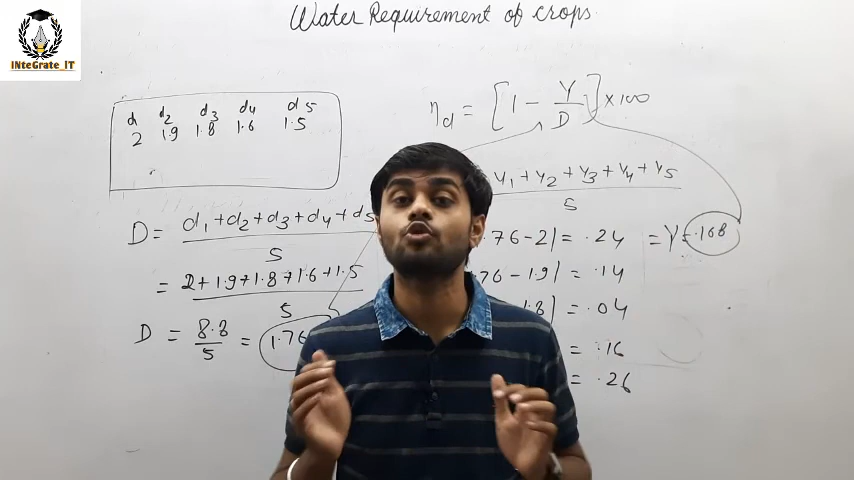 Water Requirement of crops.
INteGrate_iT
d₁ d₂ d₃ d₄ d₅
2 1.9 1.8 1.6 1.5
ηd = [1 - Y/D] × 100
y₁ + y₂ + y₃ + y₄ + y₅
5
D = d₁+d₂+d₃+d₄+d₅
5
= 2+1.9+1.8+1.6+1.5
5
D = 8.8/5 = 1.76
.76-2| = .24 = Y = .168
76 - 1.9| = .14
1.8| = .04
= .16
= .26